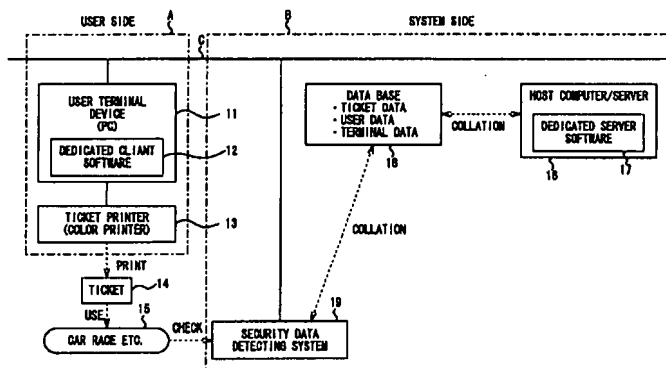 USER SIDE
A
B
SYSTEM SIDE
C
USER TERMINAL
DEVICE
(PC)
11
DEDICATED CLIANT
SOFTWARE
12
TICKET PRINTER
(COLOR PRINTER)
13
PRINT
TICKET
14
USE
15
CAR RACE ETC.
CHECK
DATA BASE
· TICKET DATA
· USER DATA
· TERMINAL DATA
18
COLLATION
HOST COMPUTER/SERVER
DEDICATED SERVER
SOFTWARE
16
17
COLLATION
19
SECURITY DATA
DETECTING SYSTEM